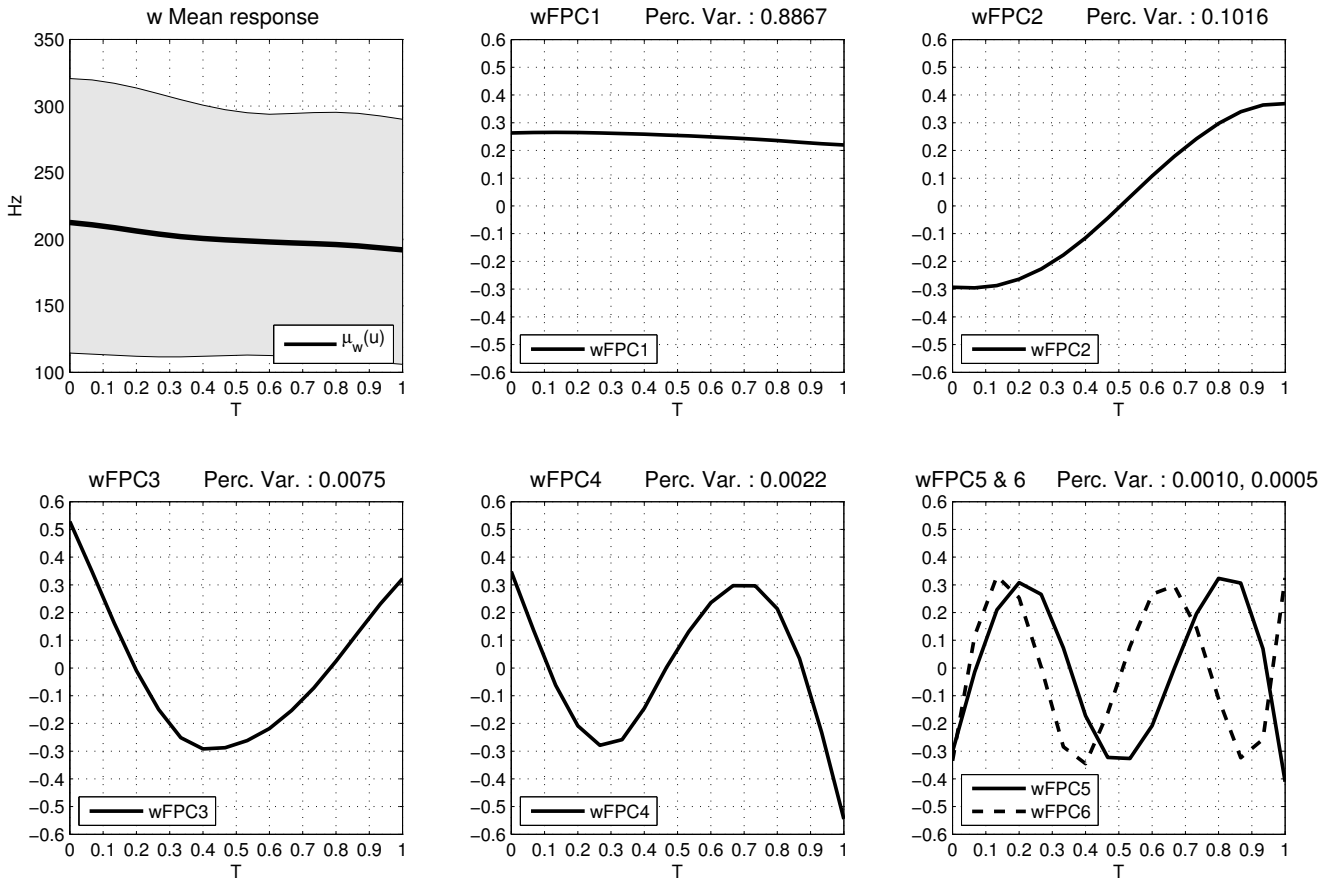 w Mean response
350
300
250
200
150
100
Hz
0 0.1 0.2 0.3 0.4 0.5 0.6 0.7 0.8 0.9 1
T
μ_w(u)
wFPC1 Perc. Var. : 0.8867
0.6
0.5
0.4
0.3
0.2
0.1
0
−0.1
−0.2
−0.3
−0.4
−0.5
−0.6
0 0.1 0.2 0.3 0.4 0.5 0.6 0.7 0.8 0.9 1
T
wFPC1
wFPC2 Perc. Var. : 0.1016
0.6
0.5
0.4
0.3
0.2
0.1
0
−0.1
−0.2
−0.3
−0.4
−0.5
−0.6
0 0.1 0.2 0.3 0.4 0.5 0.6 0.7 0.8 0.9 1
T
wFPC2
wFPC3 Perc. Var. : 0.0075
0.6
0.5
0.4
0.3
0.2
0.1
0
−0.1
−0.2
−0.3
−0.4
−0.5
−0.6
0 0.1 0.2 0.3 0.4 0.5 0.6 0.7 0.8 0.9 1
T
wFPC3
wFPC4 Perc. Var. : 0.0022
0.6
0.5
0.4
0.3
0.2
0.1
0
−0.1
−0.2
−0.3
−0.4
−0.5
−0.6
0 0.1 0.2 0.3 0.4 0.5 0.6 0.7 0.8 0.9 1
T
wFPC4
wFPC5 & 6 Perc. Var. : 0.0010, 0.0005
0.6
0.5
0.4
0.3
0.2
0.1
0
−0.1
−0.2
−0.3
−0.4
−0.5
−0.6
0 0.1 0.2 0.3 0.4 0.5 0.6 0.7 0.8 0.9 1
T
wFPC5
wFPC6